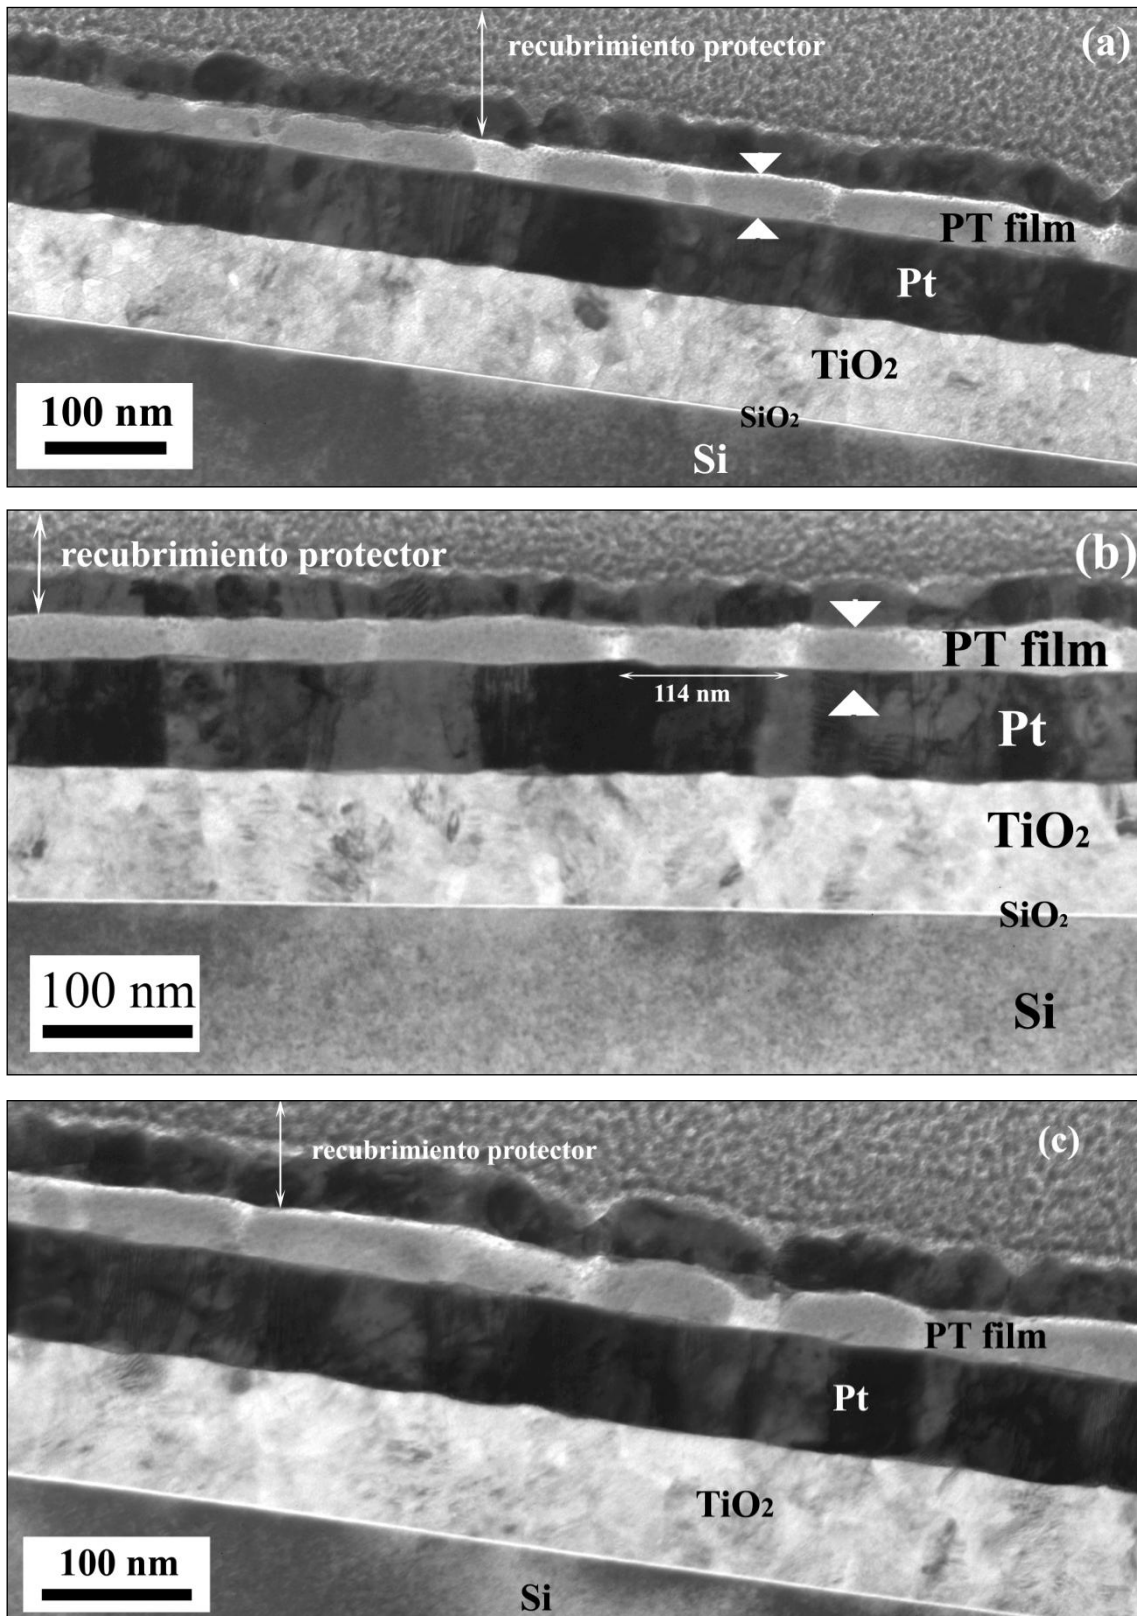 recubrimiento protector
(a)
PT film
Pt
TiO₂
SiO₂
Si
100 nm
recubrimiento protector
(b)
PT film
114 nm
Pt
TiO₂
SiO₂
Si
100 nm
recubrimiento protector
(c)
PT film
Pt
TiO₂
Si
100 nm